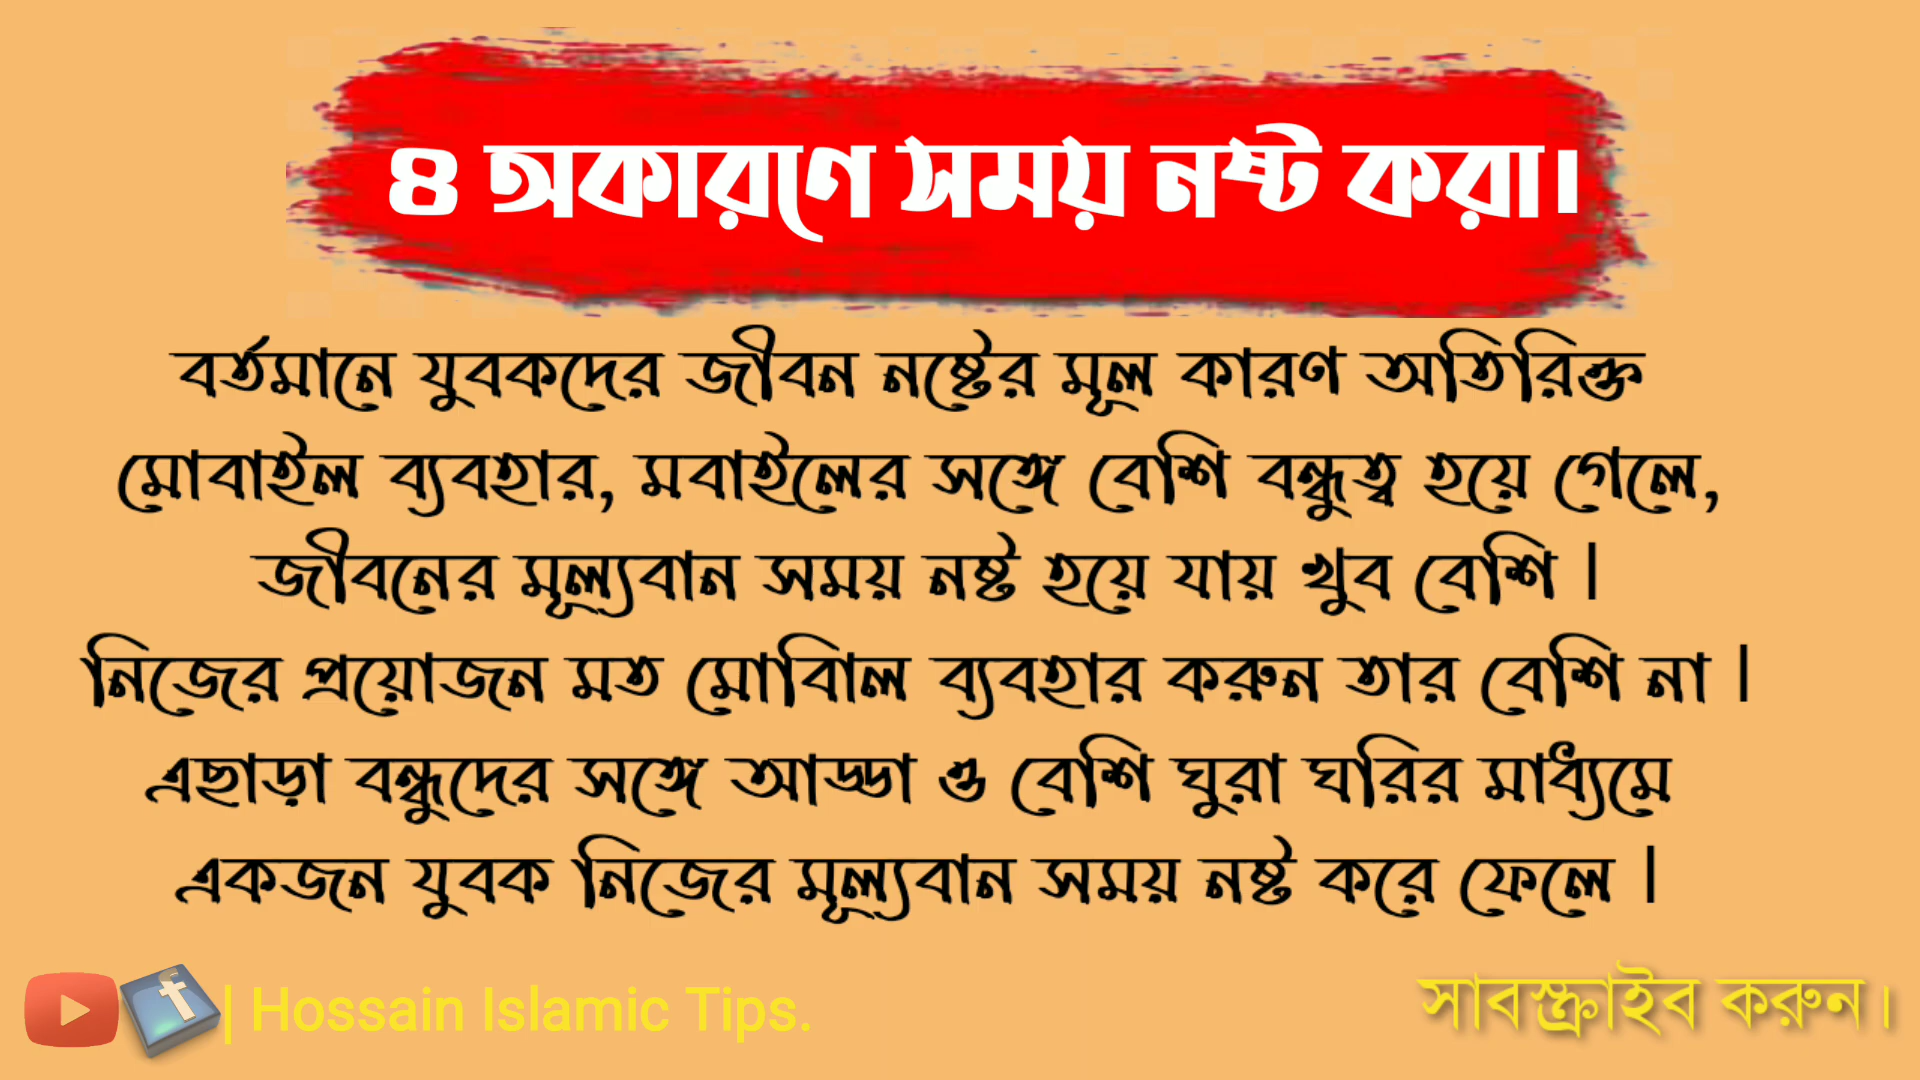 ৪ অকারণে সময় নষ্ট করা।
বর্তমানে যুবকদের জীবন নষ্টের মূল কারণ অতিরিক্ত
মোবাইল ব্যবহার, মবাইলের সঙ্গে বেশি বন্ধুত্ব হয়ে গেলে,
জীবনের মূল্যবান সময় নষ্ট হয়ে যায় খুব বেশি |
নিজের প্রয়োজন মত মোবিাল ব্যবহার করুন তার বেশি না |
এছাড়া বন্ধুদের সঙ্গে আড্ডা ও বেশি ঘুরা ঘরির মাধ্যমে
একজন যুবক নিজের মূল্যবান সময় নষ্ট করে ফেলে |
f | Hossain Islamic Tips.
সাবস্ক্রাইব করুন।